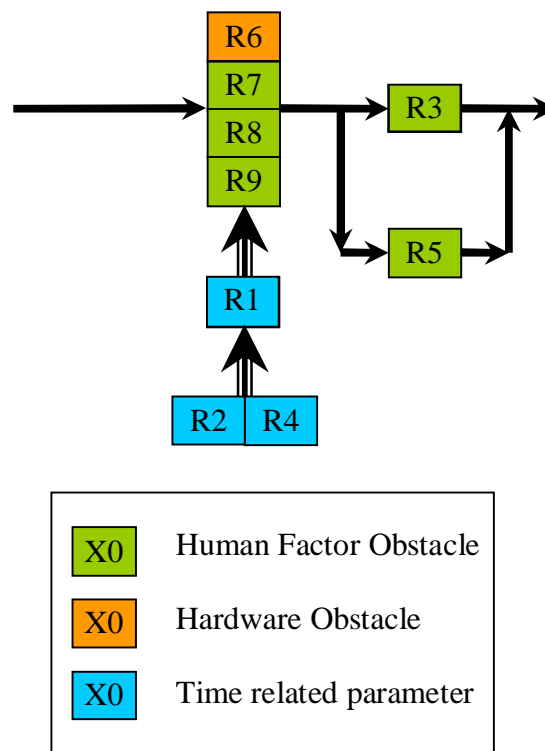 R6
R7
R3
R8
R9
R5
R1
R2 R4
X0 Human Factor Obstacle
X0 Hardware Obstacle
X0 Time related parameter